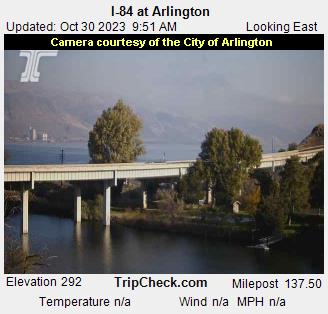 I-84 at Arlington
Updated: Oct 30 2023 9:51 AM Looking East
Camera courtesy of the City of Arlington
Elevation 292 TripCheck.com Milepost 137.50
Temperature n/a Wind n/a MPH n/a